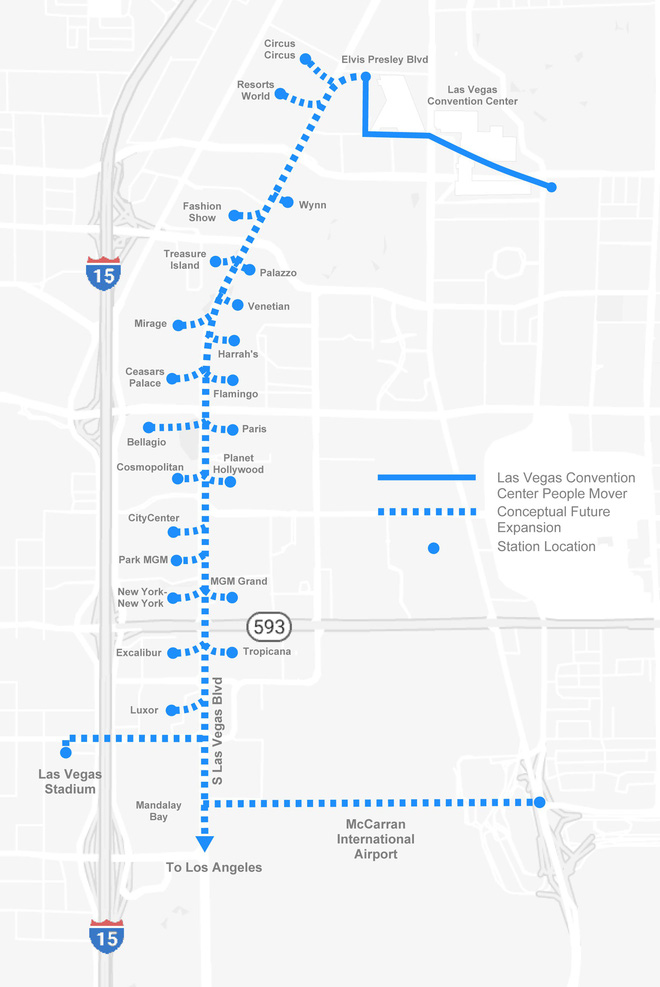 Circus
Circus
Elvis Presley Blvd
Resorts
World
Las Vegas
Convention Center
Fashion
Show
Wynn
Treasure
Island
Palazzo
15
Venetian
Mirage
Harrah's
Ceasars
Palace
Flamingo
Bellagio
Paris
Cosmopolitan
Planet
Hollywood
Las Vegas Convention
Center People Mover
Conceptual Future
Expansion
Station Location
CityCenter
Park MGM
New York-
New York
MGM Grand
593
Excalibur
Tropicana
Luxor
S Las Vegas Blvd
Las Vegas
Stadium
Mandalay
Bay
McCarran
International
Airport
To Los Angeles
15